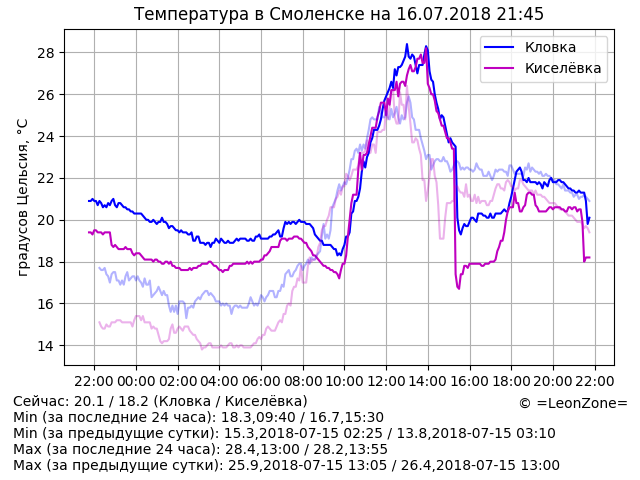 Температура в Смоленске на 16.07.2018 21:45
Кловка
Киселёвка
градусов Цельсия, °C
28
26
24
22
20
18
16
14
22:00 00:00 02:00 04:00 06:00 08:00 10:00 12:00 14:00 16:00 18:00 20:00 22:00
Сейчас: 20.1 / 18.2 (Кловка / Киселёвка)
© =LeonZone=
Min (за последние 24 часа): 18.3,09:40 / 16.7,15:30
Min (за предыдущие сутки): 15.3,2018-07-15 02:25 / 13.8,2018-07-15 03:10
Max (за последние 24 часа): 28.4,13:00 / 28.2,13:55
Max (за предыдущие сутки): 25.9,2018-07-15 13:05 / 26.4,2018-07-15 13:00